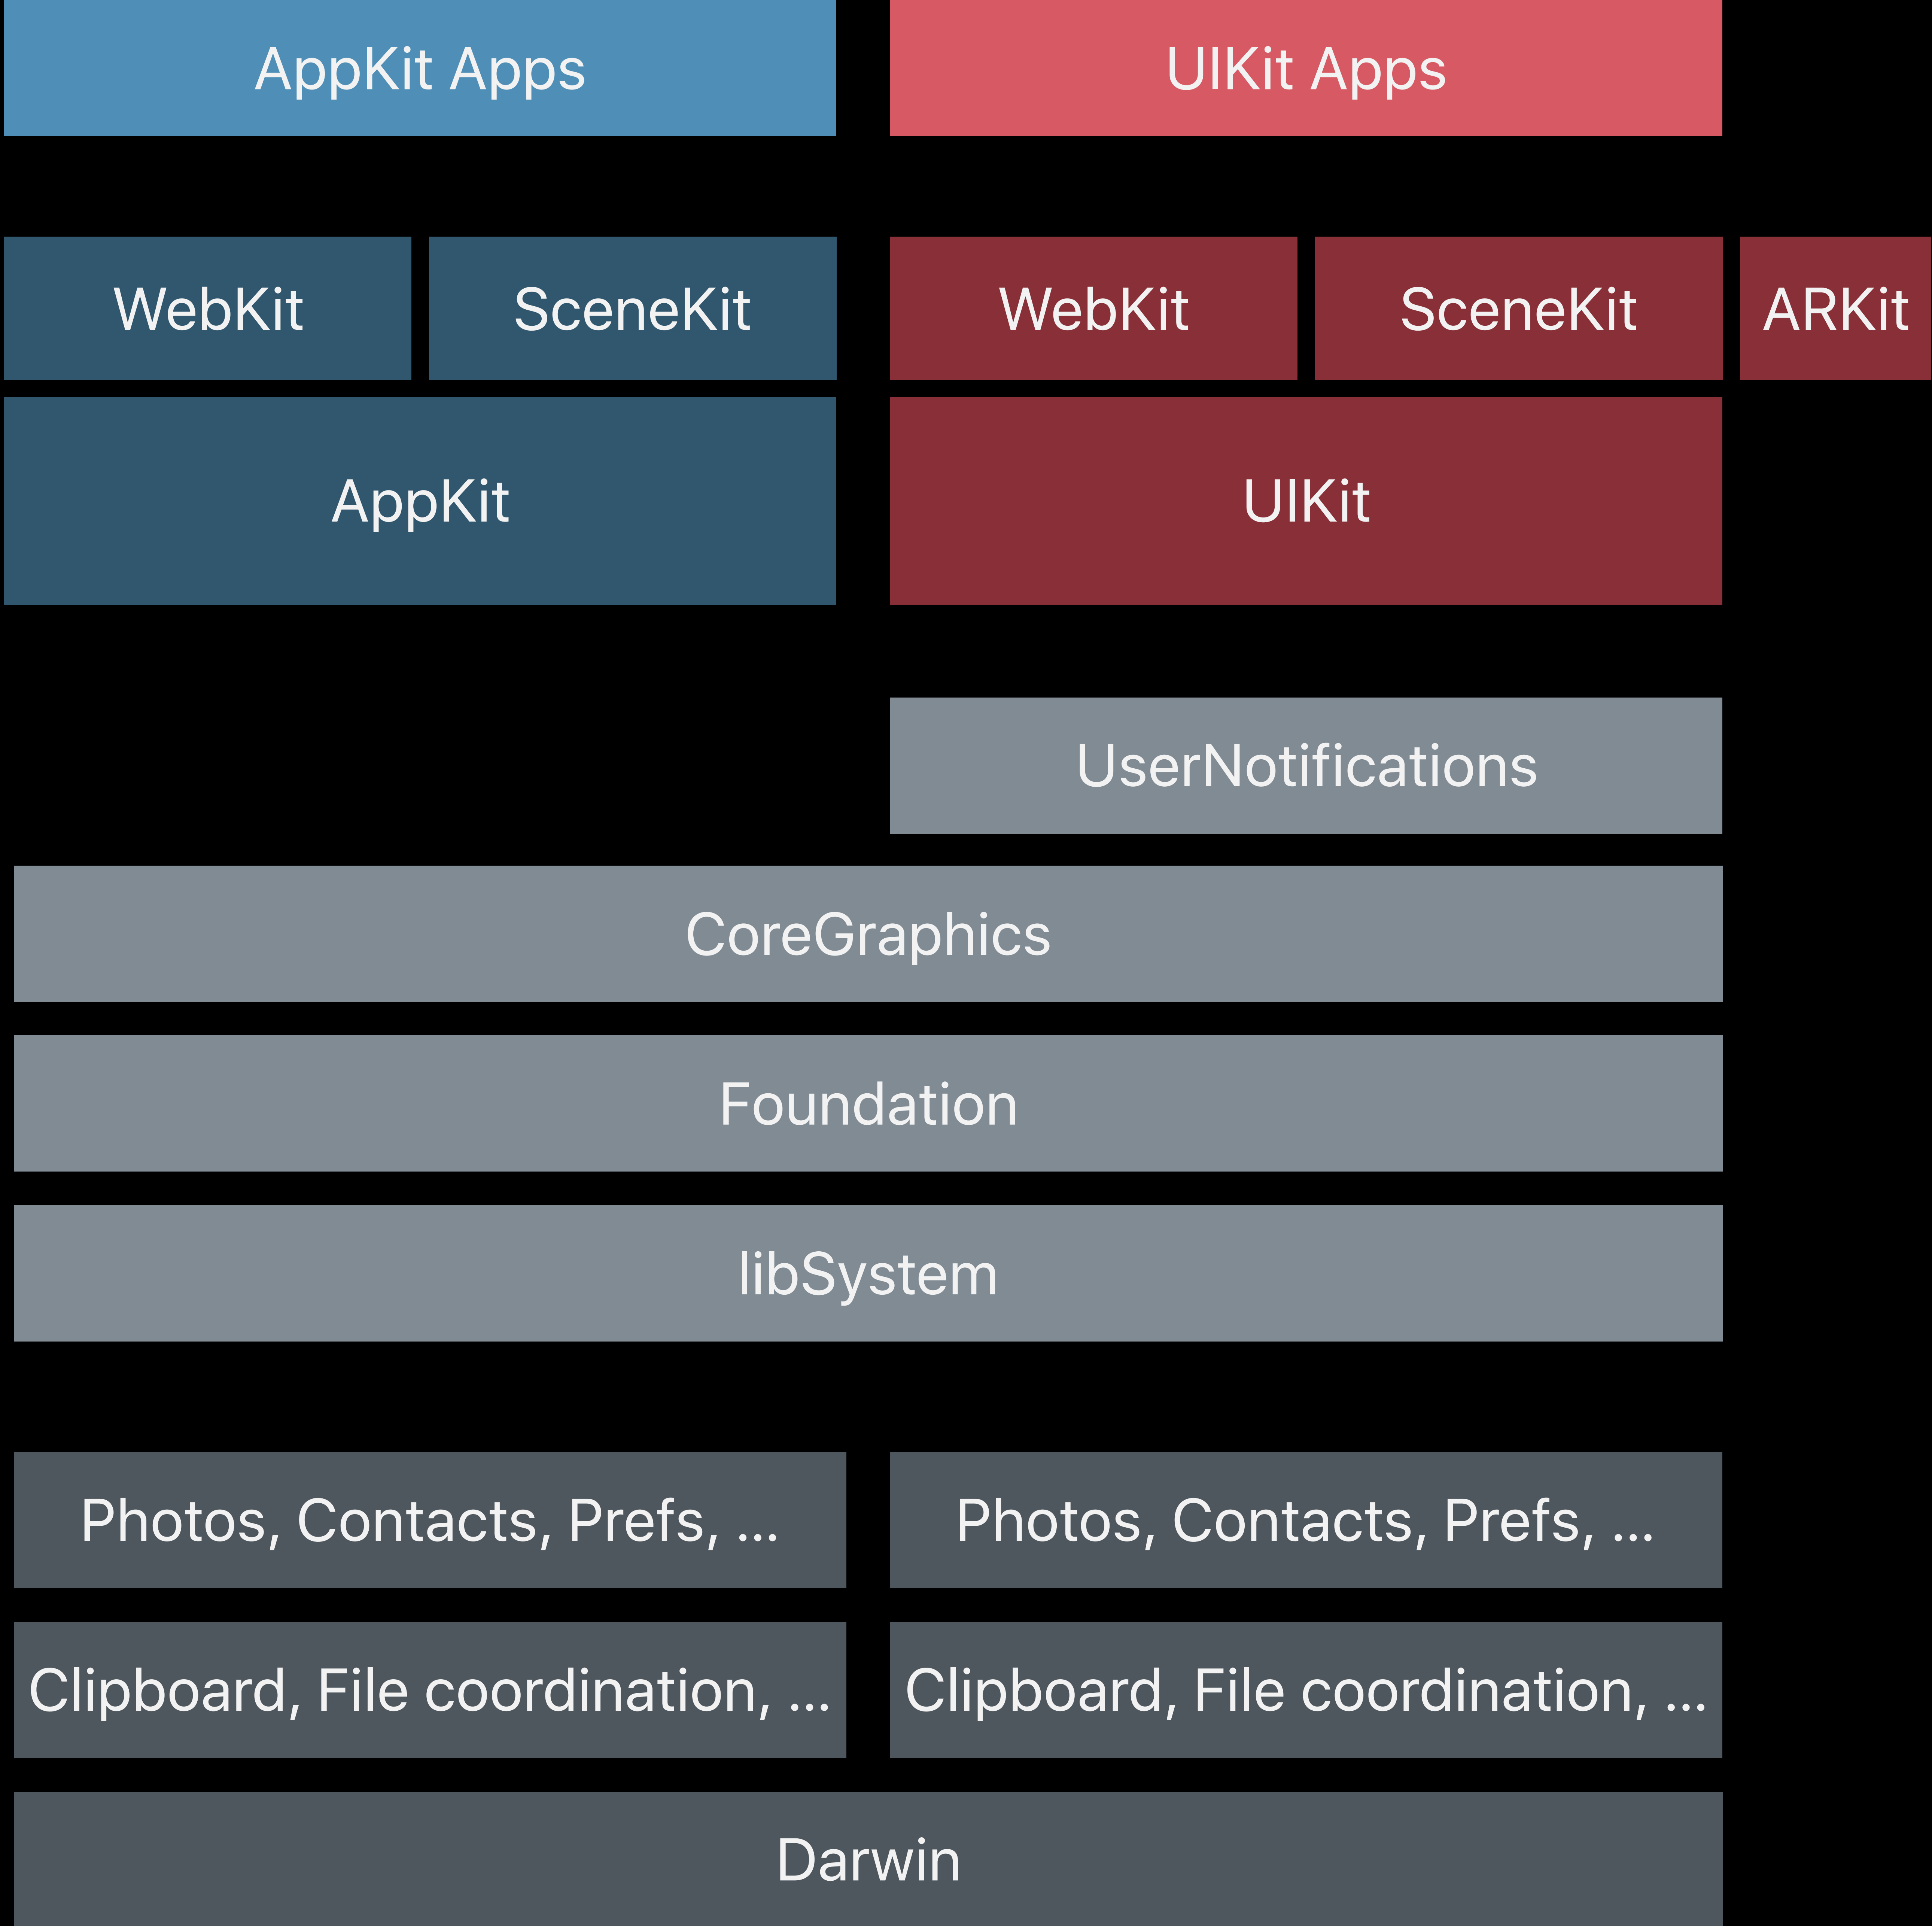 AppKit Apps
UIKit Apps
WebKit
SceneKit
WebKit
SceneKit
ARKit
AppKit
UIKit
UserNotifications
CoreGraphics
Foundation
libSystem
Photos, Contacts, Prefs, ...
Photos, Contacts, Prefs, ...
Clipboard, File coordination, ...
Clipboard, File coordination, ...
Darwin